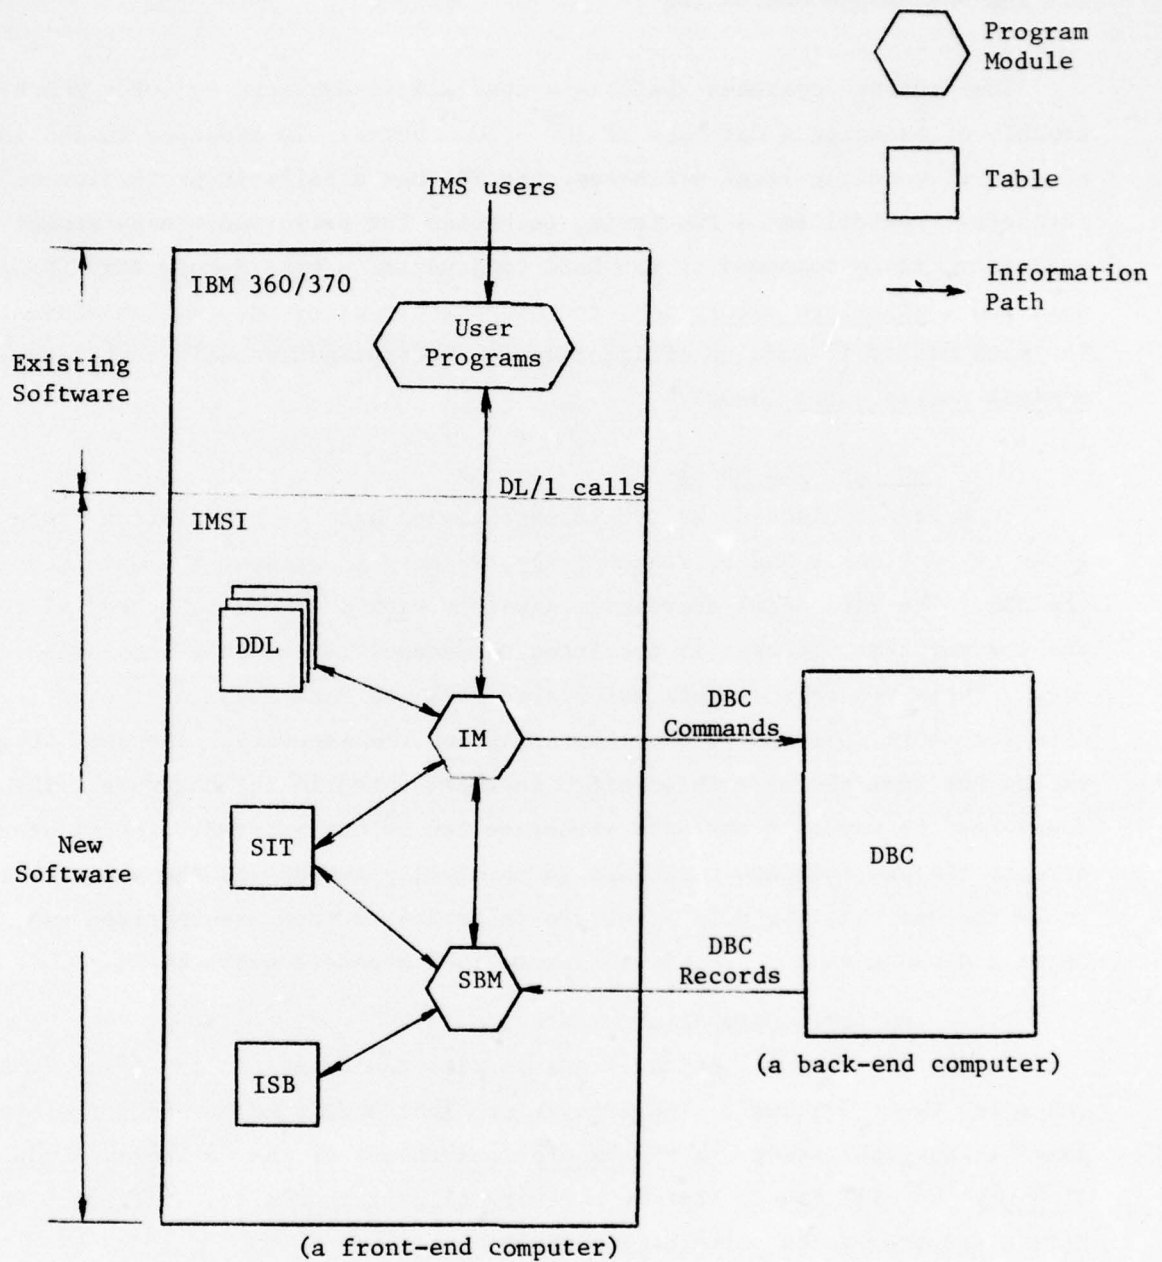 Program
Module
Table
Information
Path
IMS users
IBM 360/370
User
Programs
Existing
Software
DL/1 calls
IMSI
DDL
IM
DBC
Commands
SIT
New
Software
DBC
DBC
Records
SBM
ISB
(a back-end computer)
(a front-end computer)